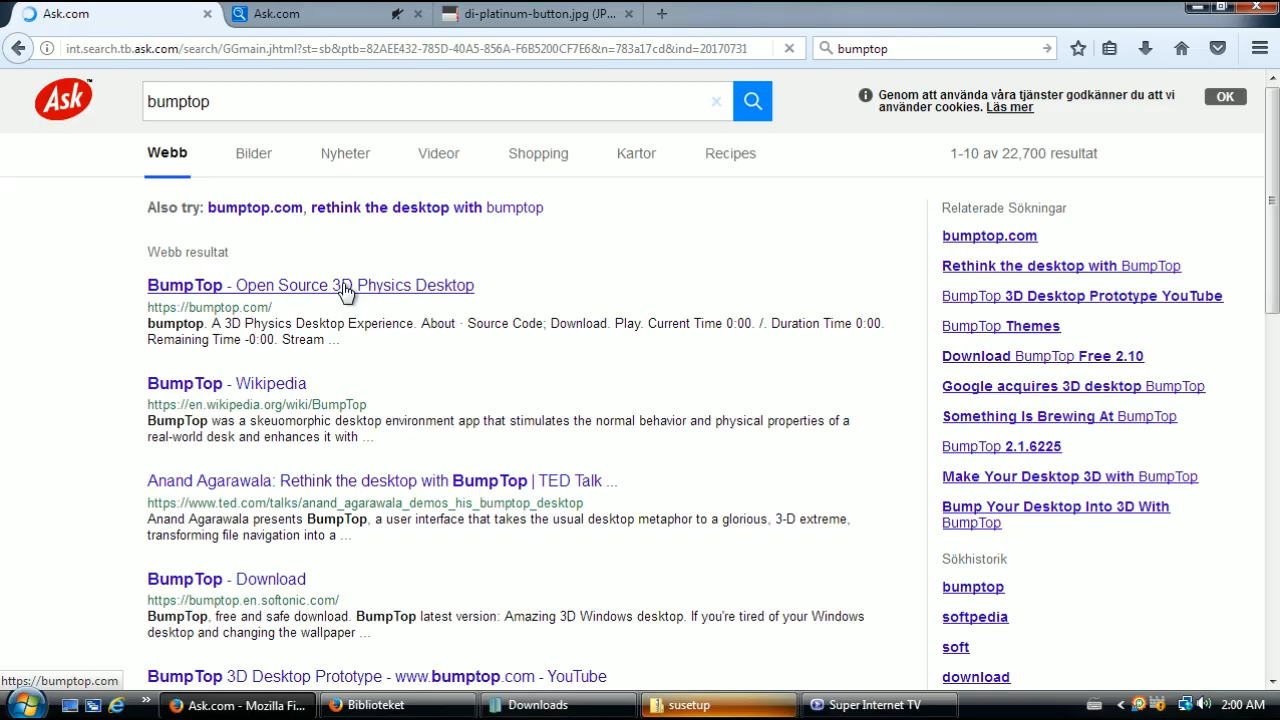 Ask.com
Ask.com
di-platinum-button.jpg (JP...
int.search.tb.ask.com/search/GGmain.jhtml?st=sb&ptb=82AEE432-785D-40A5-856A-F6B5200CF7E6&n=783a17cd&ind=20170731
bumptop
Ask
bumptop
Genom att använda våra tjänster godkänner du att vi
använder cookies. Läs mer
OK
Webb
Bilder
Nyheter
Videor
Shopping
Kartor
Recipes
1-10 av 22,700 resultat
Also try: bumptop.com, rethink the desktop with bumptop
Webb resultat
BumpTop - Open Source 3D Physics Desktop
https://bumptop.com/
bumptop. A 3D Physics Desktop Experience. About · Source Code; Download. Play. Current Time 0:00. /. Duration Time 0:00.
Remaining Time -0:00. Stream ...
BumpTop - Wikipedia
https://en.wikipedia.org/wiki/BumpTop
BumpTop was a skeuomorphic desktop environment app that stimulates the normal behavior and physical properties of a
real-world desk and enhances it with ...
Anand Agarawala: Rethink the desktop with BumpTop | TED Talk ...
https://www.ted.com/talks/anand_agarawala_demos_his_bumptop_desktop
Anand Agarawala presents BumpTop, a user interface that takes the usual desktop metaphor to a glorious, 3-D extreme,
transforming file navigation into a ...
BumpTop - Download
https://bumptop.en.softonic.com/
BumpTop, free and safe download. BumpTop latest version: Amazing 3D Windows desktop. If you're tired of your Windows
desktop and changing the wallpaper ...
BumpTop 3D Desktop Prototype - www.bumptop.com - YouTube
Relaterade Sökningar
bumptop.com
Rethink the desktop with BumpTop
BumpTop 3D Desktop Prototype YouTube
BumpTop Themes
Download BumpTop Free 2.10
Google acquires 3D desktop BumpTop
Something Is Brewing At BumpTop
BumpTop 2.1.6225
Make Your Desktop 3D with BumpTop
Bump Your Desktop Into 3D With
BumpTop
Sökhistorik
bumptop
softpedia
soft
download
https://bumptop.com
Ask.com - Mozilla Fi...
Biblioteket
Downloads
susetup
Super Internet TV
2:00 AM